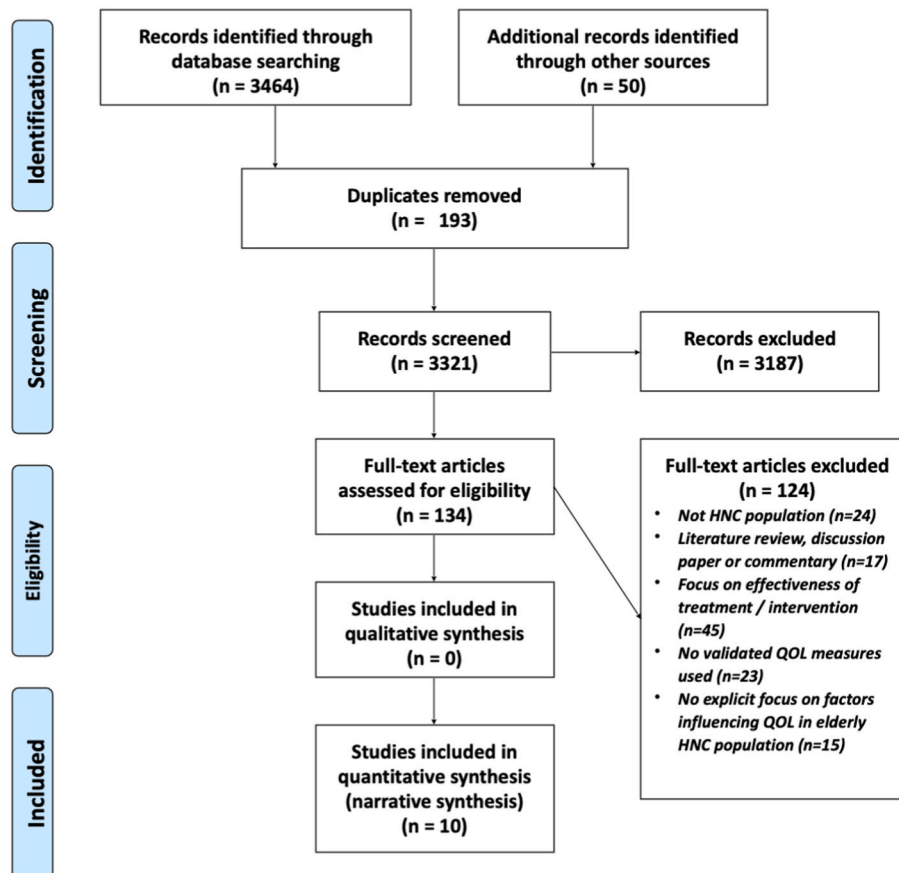 Identification
Records identified through
database searching
(n = 3464)
Additional records identified
through other sources
(n = 50)
Duplicates removed
(n = 193)
Screening
Records screened
(n = 3321)
Records excluded
(n = 3187)
Eligibility
Full-text articles
assessed for eligibility
(n = 134)
Full-text articles excluded
(n = 124)
• Not HNC population (n=24)
• Literature review, discussion
paper or commentary (n=17)
• Focus on effectiveness of
treatment / intervention
(n=45)
• No validated QOL measures
used (n=23)
• No explicit focus on factors
influencing QOL in elderly
HNC population (n=15)
Studies included in
qualitative synthesis
(n = 0)
Included
Studies included in
quantitative synthesis
(narrative synthesis)
(n = 10)